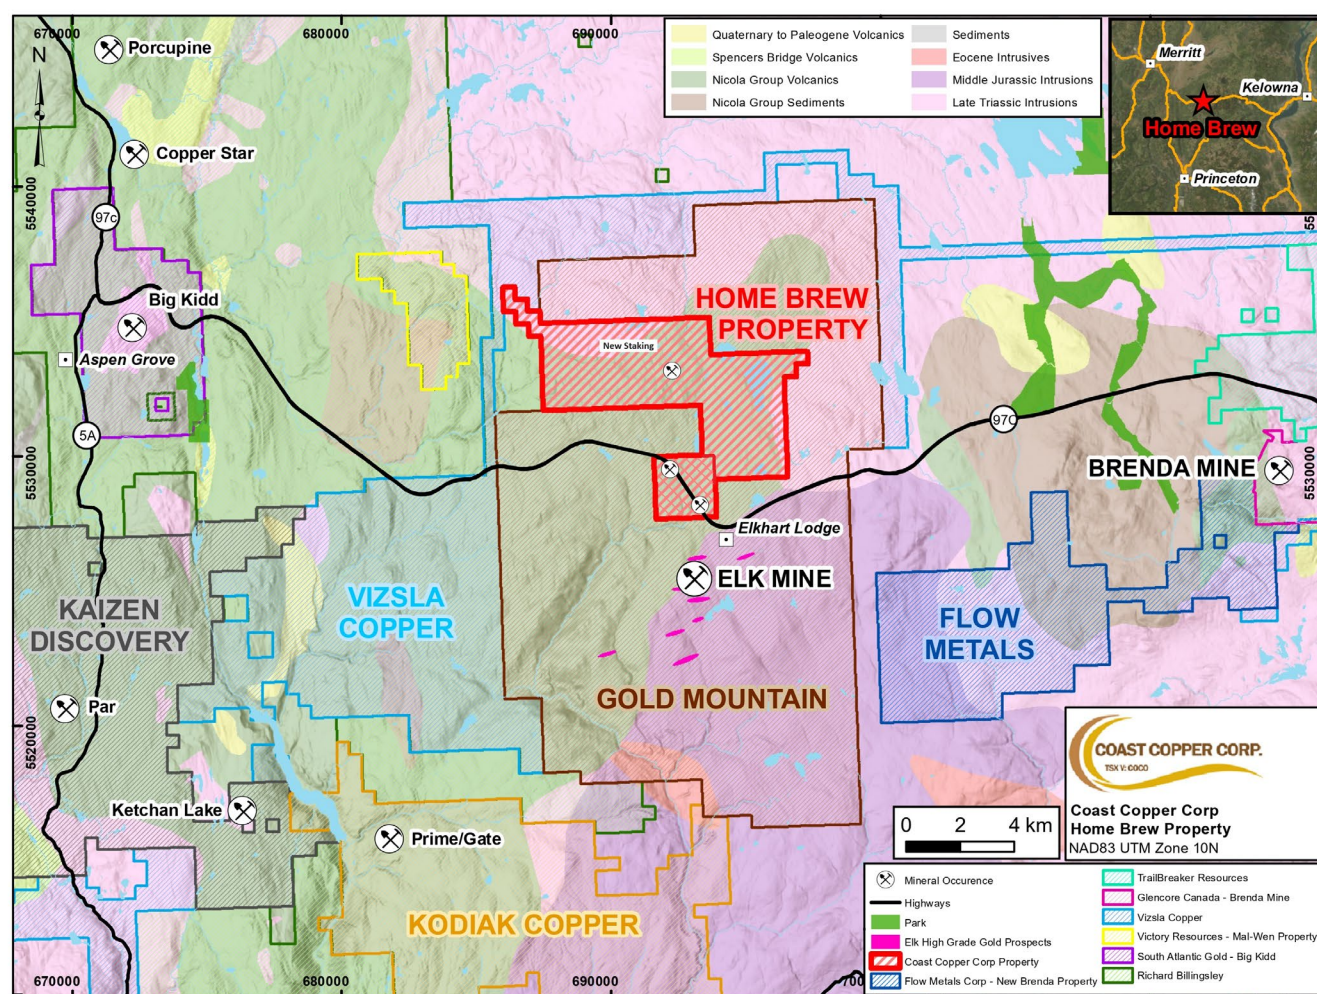 670000
680000
690000
N
Porcupine
Copper Star
5540000
97c
Big Kidd
Aspen Grove
5A
5530000
Quaternary to Paleogene Volcanics
Spencers Bridge Volcanics
Nicola Group Volcanics
Nicola Group Sediments
Sediments
Eocene Intrusives
Middle Jurassic Intrusions
Late Triassic Intrusions
Merritt
Kelowna
Home Brew
Princeton
HOME BREW
PROPERTY
New Staking
97C
BRENDA MINE
5530000
Elkhart Lodge
ELK MINE
KAIZEN
DISCOVERY
VIZSLA
COPPER
FLOW
METALS
GOLD MOUNTAIN
Par
5520000
Ketchan Lake
Prime/Gate
KODIAK COPPER
COAST COPPER CORP.
TSX V: COCO
Coast Copper Corp
Home Brew Property
NAD83 UTM Zone 10N
0 2 4 km
Mineral Occurence
Highways
Park
Elk High Grade Gold Prospects
Coast Copper Corp Property
Flow Metals Corp - New Brenda Property
TrailBreaker Resources
Glencore Canada - Brenda Mine
Vizsla Copper
Victory Resources - Mal-Wen Property
South Atlantic Gold - Big Kidd
Richard Billingsley
670000
680000
690000